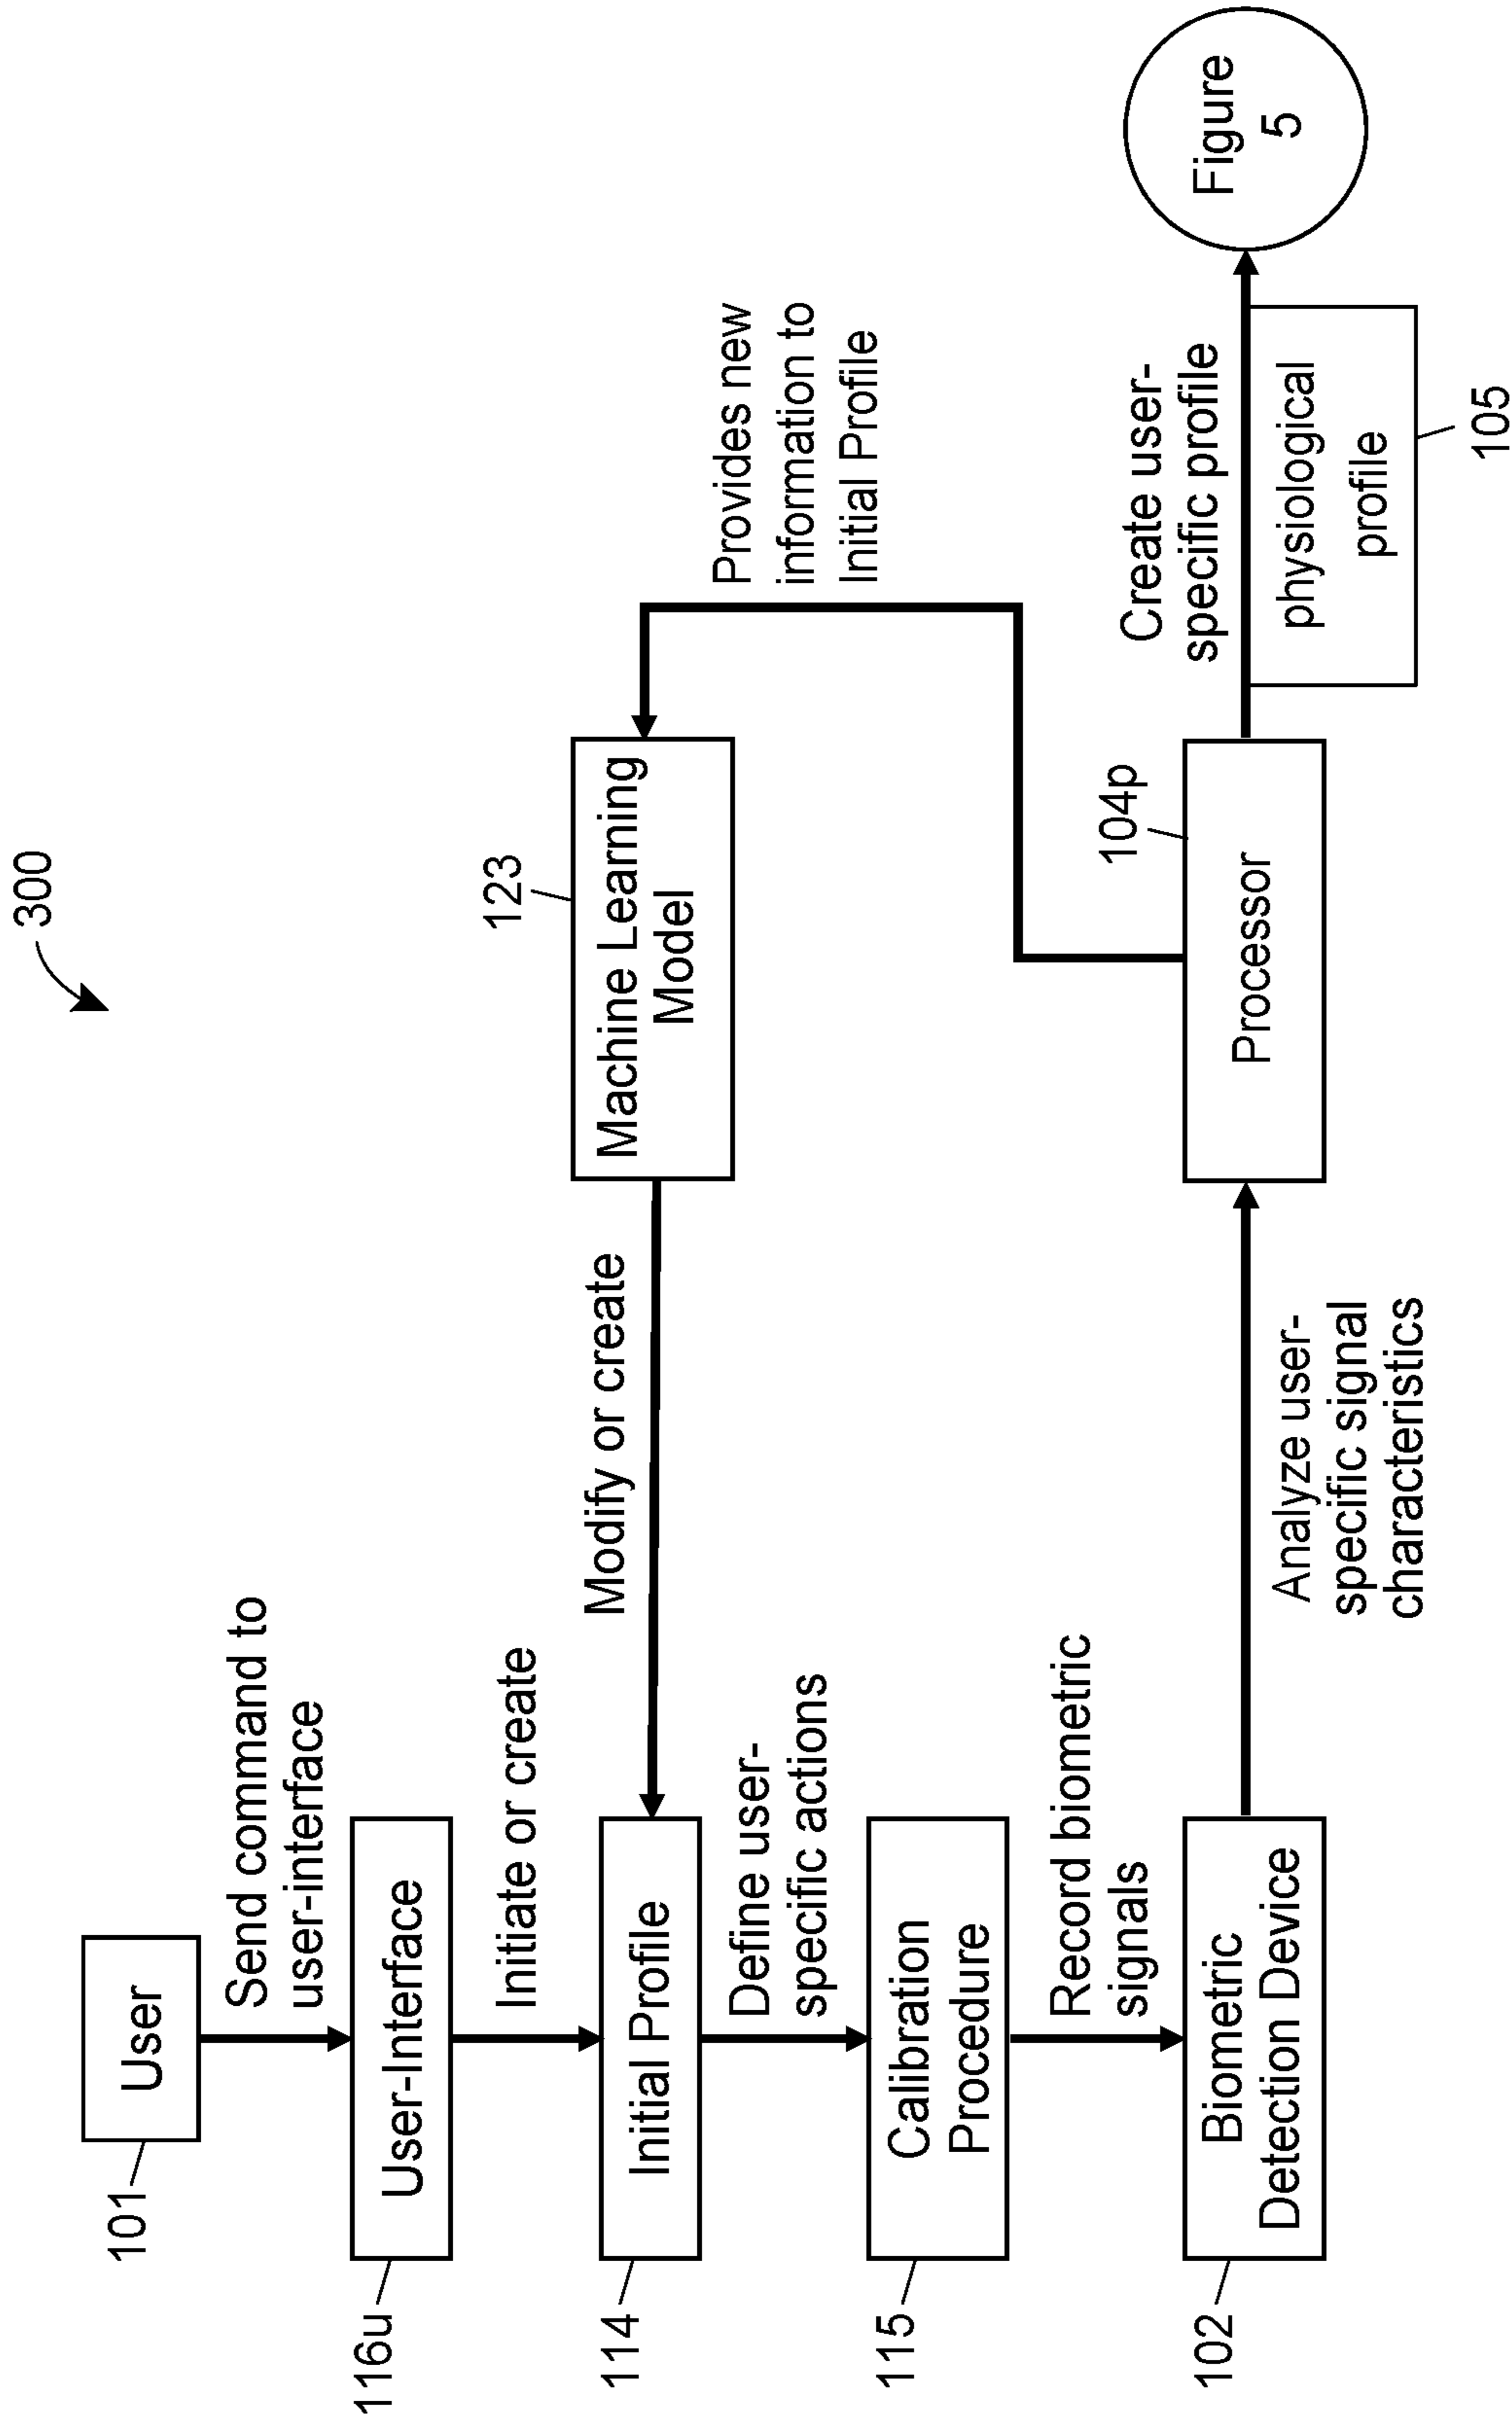 300
User
101
Send command to
user-interface
User-Interface
116u
Initiate or create
Initial Profile
114
Modify or create
Machine Learning
Model
123
Provides new
information to
Initial Profile
Define user-
specific actions
Calibration
Procedure
115
Record biometric
signals
Biometric
Detection Device
102
Analyze user-
specific signal
characteristics
Processor
104p
Create user-
specific profile
physiological
profile
105
Figure
5